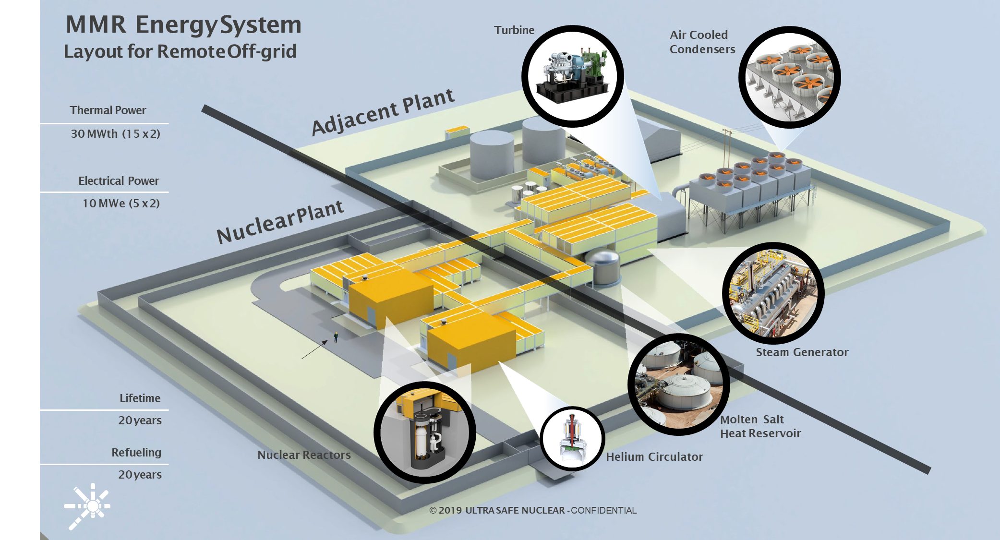 MMR EnergySystem
Layout for Remote Off-grid
Turbine
Air Cooled
Condensers
Adjacent Plant
Thermal Power
30 MWth (15 x 2)
Electrical Power
10 MWe (5 x 2)
Nuclear Plant
Steam Generator
Lifetime
20 years
Molten Salt
Heat Reservoir
Refueling
20 years
Nuclear Reactors
Helium Circulator
© 2019 ULTRA SAFE NUCLEAR - CONFIDENTIAL